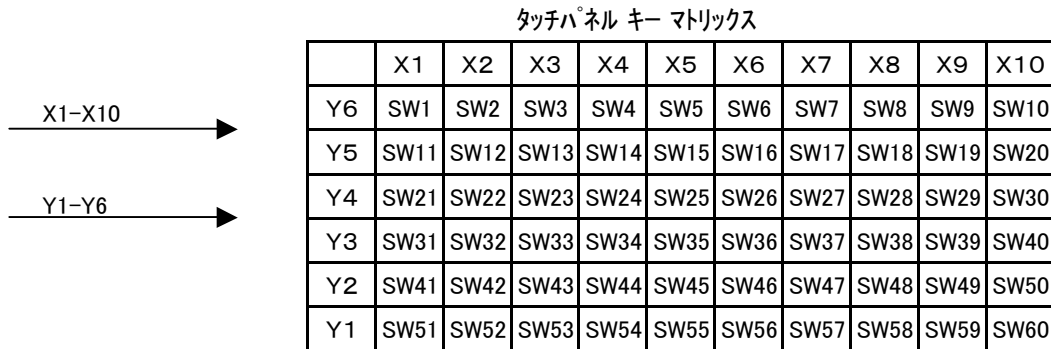 タッチパネル キー マトリックス
X1 X2 X3 X4 X5 X6 X7 X8 X9 X10
X1-X10
Y6 SW1 SW2 SW3 SW4 SW5 SW6 SW7 SW8 SW9 SW10
Y5 SW11 SW12 SW13 SW14 SW15 SW16 SW17 SW18 SW19 SW20
Y1-Y6
Y4 SW21 SW22 SW23 SW24 SW25 SW26 SW27 SW28 SW29 SW30
Y3 SW31 SW32 SW33 SW34 SW35 SW36 SW37 SW38 SW39 SW40
Y2 SW41 SW42 SW43 SW44 SW45 SW46 SW47 SW48 SW49 SW50
Y1 SW51 SW52 SW53 SW54 SW55 SW56 SW57 SW58 SW59 SW60